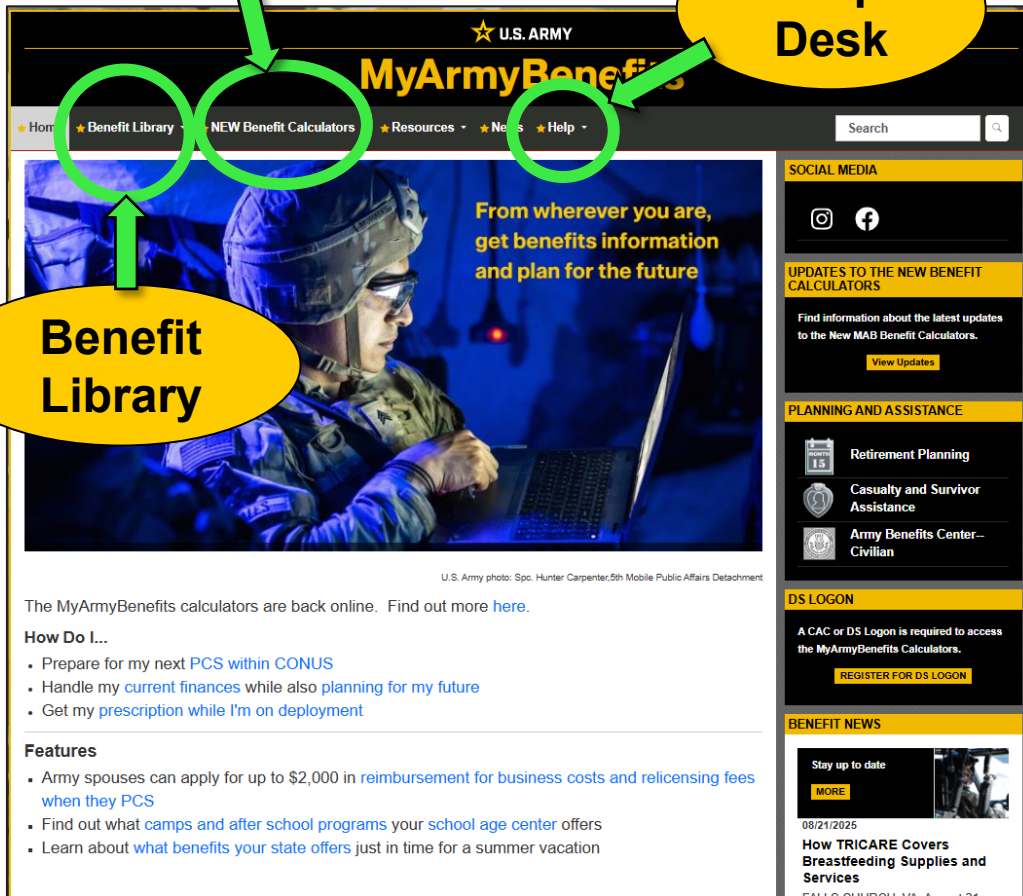 Desk
U.S. ARMY
MyArmyBenefits
Home
Benefit Library
NEW Benefit Calculators
Resources
News
Help
Search
From wherever you are,
get benefits information
and plan for the future
Benefit
Library
U.S. Army photo: Spc. Hunter Carpenter,5th Mobile Public Affairs Detachment
The MyArmyBenefits calculators are back online. Find out more here.
How Do I...
Prepare for my next PCS within CONUS
Handle my current finances while also planning for my future
Get my prescription while I'm on deployment
Features
Army spouses can apply for up to $2,000 in reimbursement for business costs and relicensing fees
when they PCS
Find out what camps and after school programs your school age center offers
Learn about what benefits your state offers just in time for a summer vacation
SOCIAL MEDIA
UPDATES TO THE NEW BENEFIT
CALCULATORS
Find information about the latest updates
to the New MAB Benefit Calculators.
View Updates
PLANNING AND ASSISTANCE
MONTH
15
Retirement Planning
Casualty and Survivor
Assistance
Army Benefits Center--
Civilian
DS LOGON
A CAC or DS Logon is required to access
the MyArmyBenefits Calculators.
REGISTER FOR DS LOGON
BENEFIT NEWS
Stay up to date
MORE
08/21/2025
How TRICARE Covers
Breastfeeding Supplies and
Services